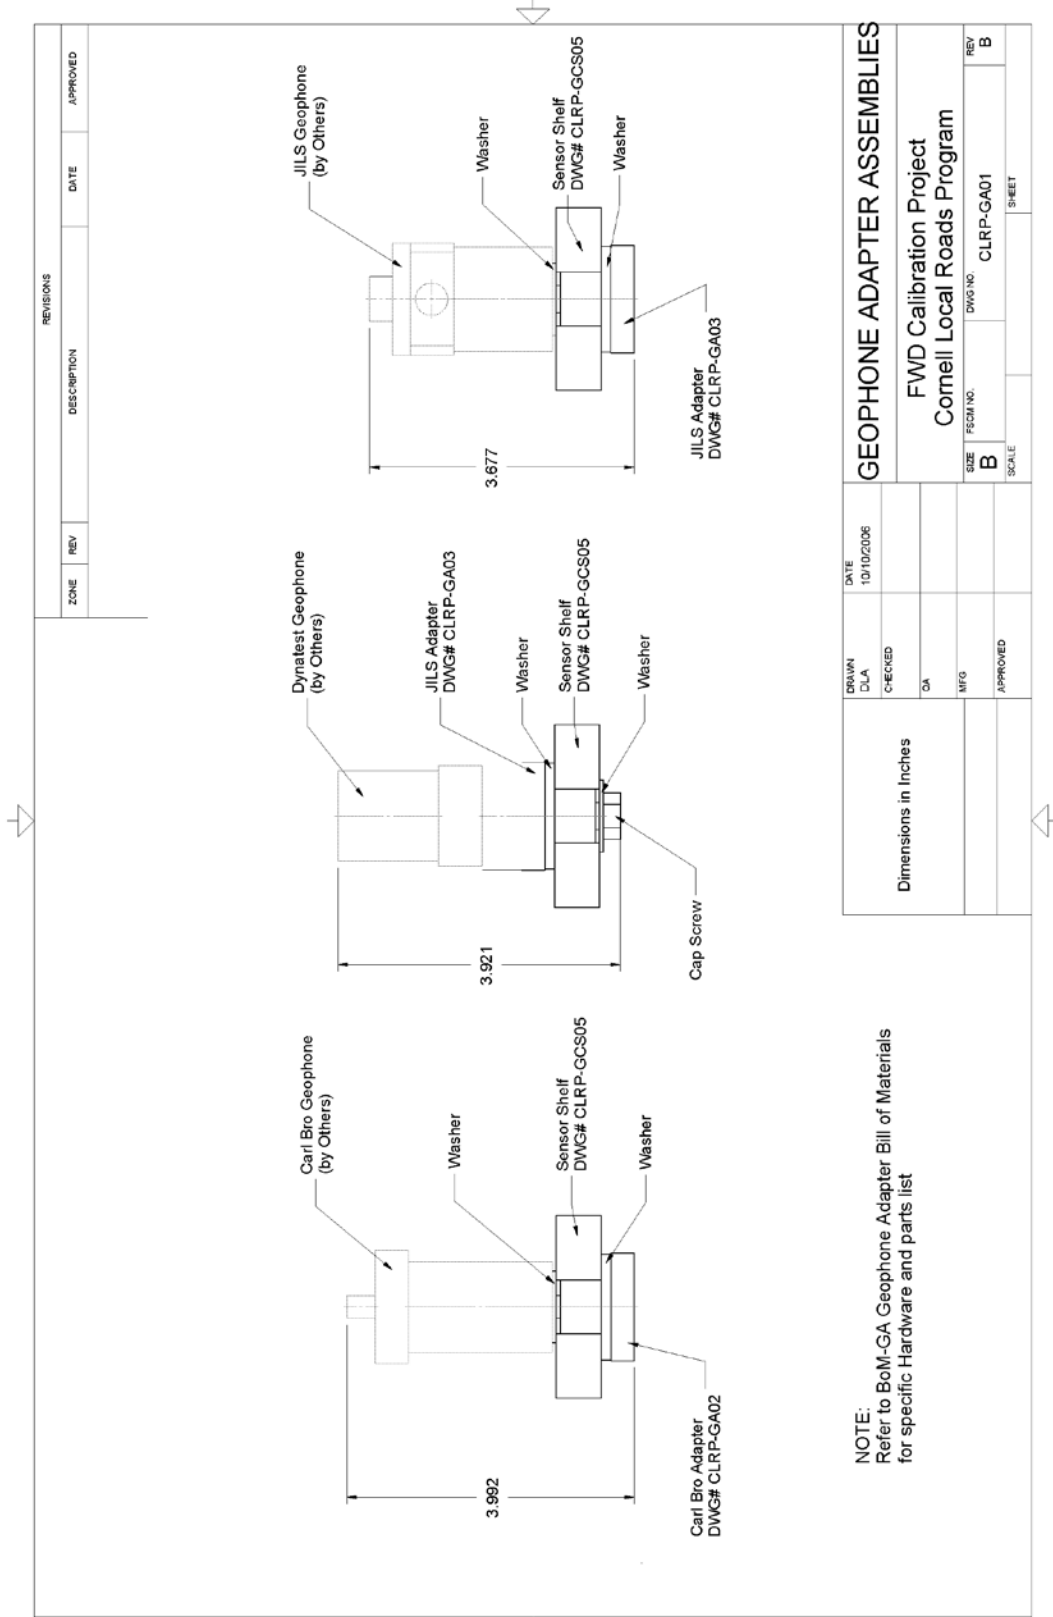 REVISIONS
ZONE
REV
DESCRIPTION
DATE
APPROVED
Carl Bro Geophone
(by Others)
Washer
Sensor Shelf
DWG# CLRP-GCS05
Washer
3.992
Carl Bro Adapter
DWG# CLRP-GA02
Dynatest Geophone
(by Others)
JILS Adapter
DWG# CLRP-GA03
Washer
Sensor Shelf
DWG# CLRP-GCS05
Washer
3.921
Cap Screw
JILS Geophone
(by Others)
Washer
Sensor Shelf
DWG# CLRP-GCS05
Washer
3.677
JILS Adapter
DWG# CLRP-GA03
NOTE:
Refer to BoM-GA Geophone Adapter Bill of Materials
for specific Hardware and parts list
Dimensions in Inches
DRAWN
DLA
DATE
10/10/2006
CHECKED
QA
MFG
APPROVED
GEOPHONE ADAPTER ASSEMBLIES
FWD Calibration Project
Cornell Local Roads Program
SIZE
B
FSCM NO.
DWG NO.
CLRP-GA01
REV
B
SCALE
SHEET